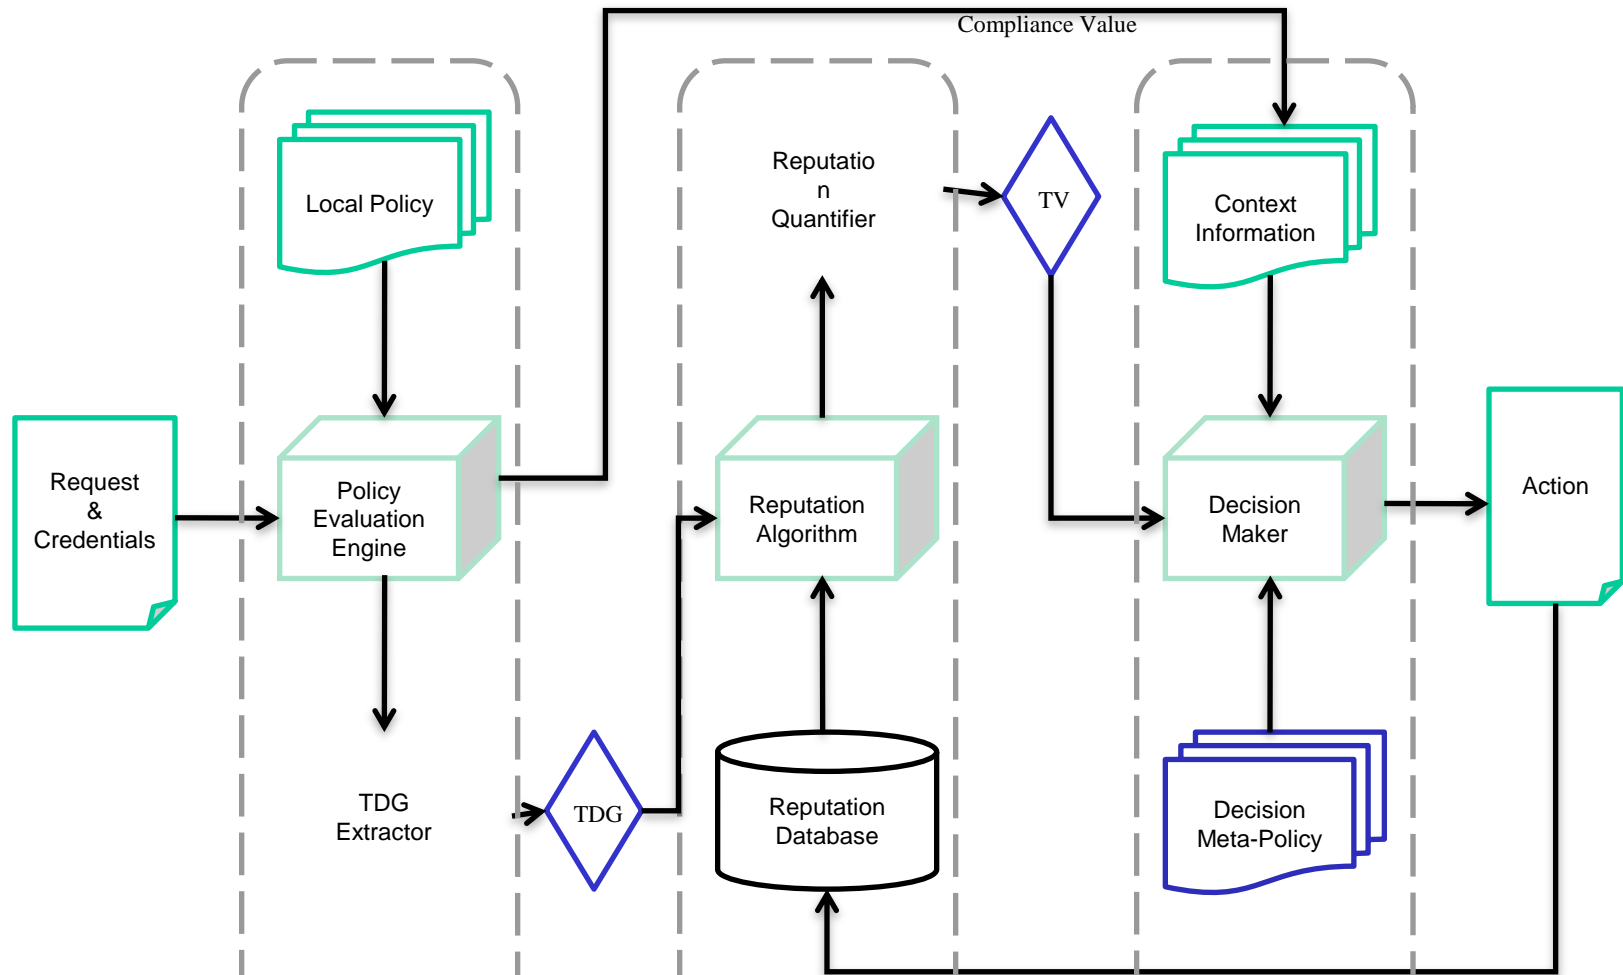 Compliance Value
Local Policy
Reputatio
n
Quantifier
TV
Context
Information
Request
&
Credentials
Policy
Evaluation
Engine
Reputation
Algorithm
Decision
Maker
Action
TDG
Extractor
TDG
Reputation
Database
Decision
Meta-Policy